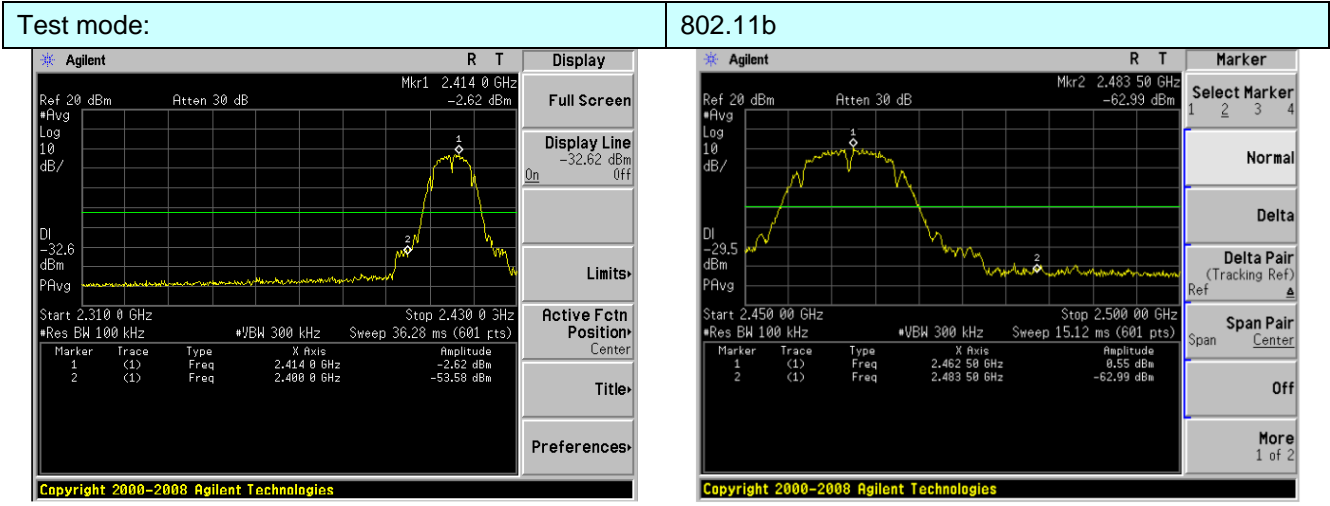 Test mode:
802.11b
Agilent
R T
Display
Mkr1 2.414 0 GHz
Ref 20 dBm
Atten 30 dB
-2.62 dBm
#Avg
Log
10
dB/
1
2
DI
-32.6
dBm
PAvg
Start 2.310 0 GHz
Stop 2.430 0 GHz
#Res BW 100 kHz
#VBW 300 kHz
Sweep 36.28 ms (601 pts)
Marker Trace Type X Axis Amplitude
1 (1) Freq 2.414 0 GHz -2.62 dBm
2 (1) Freq 2.400 0 GHz -53.58 dBm
Full Screen
Display Line
-32.62 dBm
On Off
Limits
Active Fctn
Position
Center
Title
Preferences
Copyright 2000-2008 Agilent Technologies
Agilent
R T
Marker
Mkr2 2.483 50 GHz
Ref 20 dBm
Atten 30 dB
-62.99 dBm
#Avg
Log
10
dB/
1
2
DI
-29.5
dBm
PAvg
Start 2.450 00 GHz
Stop 2.500 00 GHz
#Res BW 100 kHz
#VBW 300 kHz
Sweep 15.12 ms (601 pts)
Marker Trace Type X Axis Amplitude
1 (1) Freq 2.462 50 GHz 0.55 dBm
2 (1) Freq 2.483 50 GHz -62.99 dBm
Select Marker
1 2 3 4
Normal
Delta
Delta Pair
(Tracking Ref)
Ref Δ
Span Pair
Span Center
Off
More
1 of 2
Copyright 2000-2008 Agilent Technologies